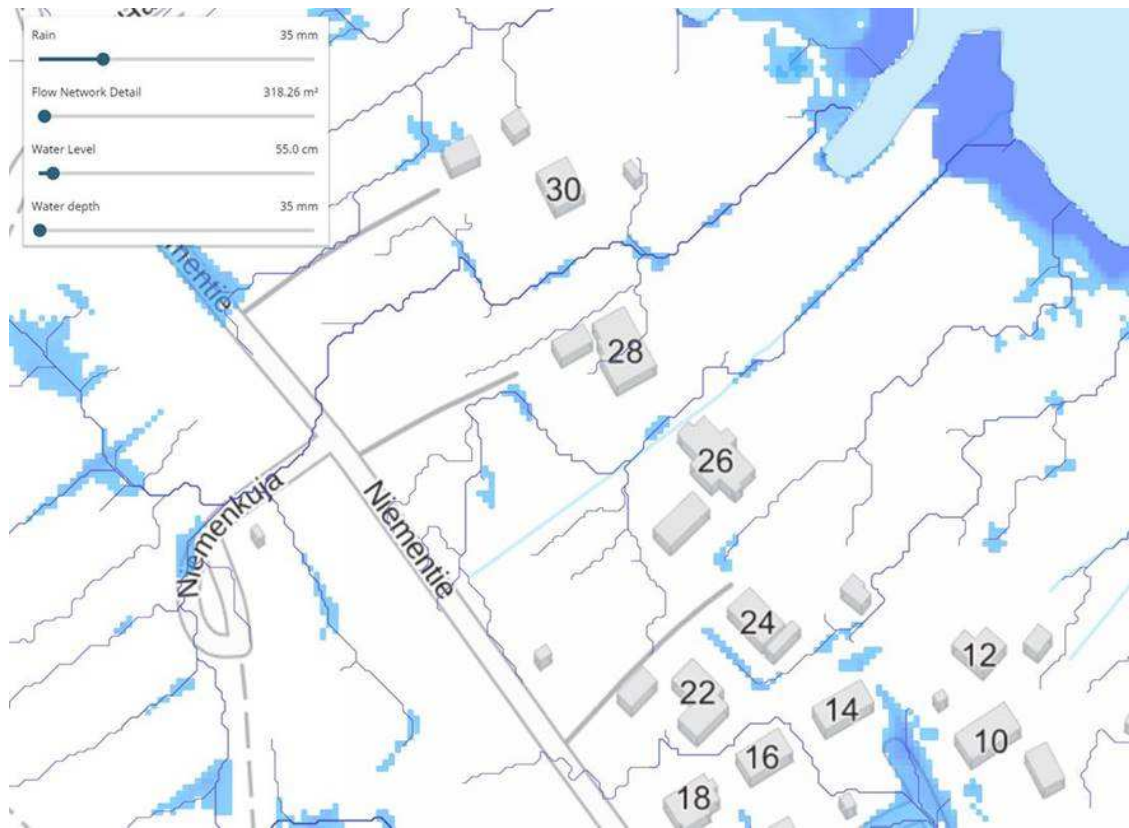 Rain 35 mm
Flow Network Detail 318.26 m²
Water Level 55.0 cm
Water depth 35 mm
30
mentie
28
26
Niemenkuja
Niementie
24
12
22
14
10
16
18